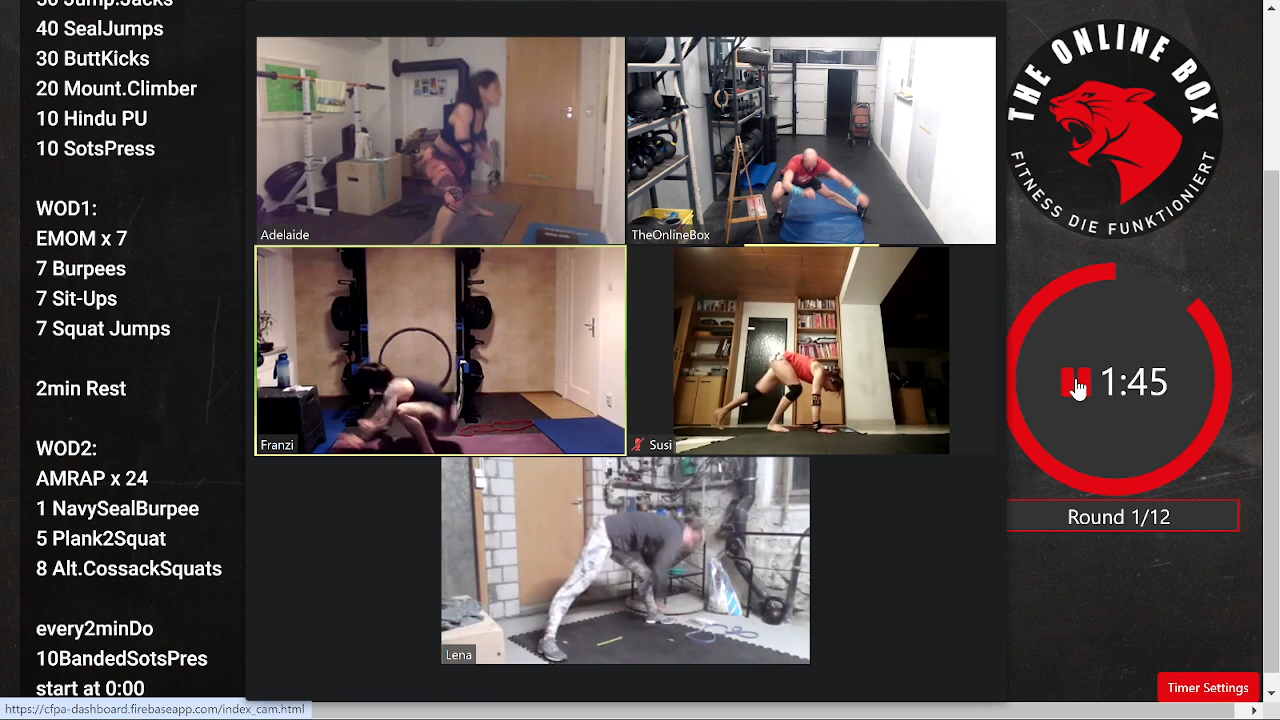 30 Jump.Jacks
40 SealJumps
30 ButtKicks
20 Mount.Climber
10 Hindu PU
10 SotsPress
WOD1:
EMOM x 7
7 Burpees
7 Sit-Ups
7 Squat Jumps
2min Rest
WOD2:
AMRAP x 24
1 NavySealBurpee
5 Plank2Squat
8 Alt.CossackSquats
every2minDo
10BandedSotsPres
start at 0:00
https://cfpa-dashboard.firebaseapp.com/index_cam.html
Adelaide
TheOnlineBox
Franzi
Susi
Lena
THE ONLINE BOX
FITNESS DIE FUNKTIONIERT
1:45
Round 1/12
Timer Settings